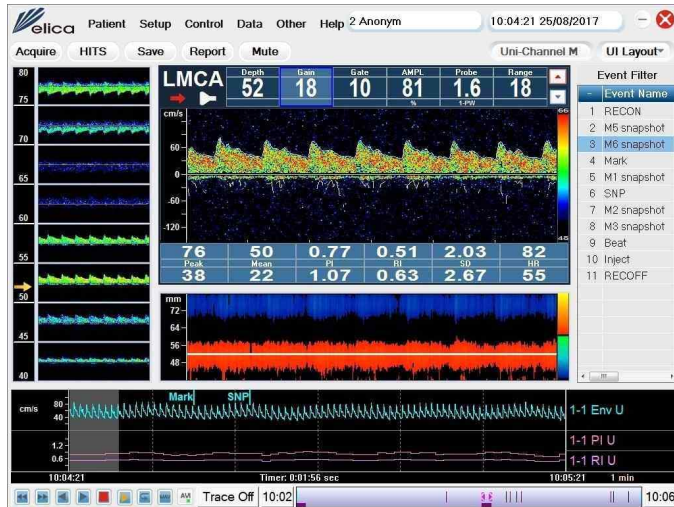 elica Patient Setup Control Data Other Help 2 Anonym 10:04:21 25/08/2017
Acquire HITS Save Report Mute Uni-Channel M UI Layout
80
75
65
60
55
50
45
40
LMCA
Depth Gain Gate AMPL Probe Range
52 18 10 81 1.6 18
% 1-PW
cm/s
66
60
0
-60
-120
48
76 50 0.77 0.51 2.03 82
Peak Mean PI RI SD HR
38 22 1.07 0.63 2.67 55
mm
72
64
56
48
Event Filter
- Event Name
1 RECON
2 M5 snapshot
3 M6 snapshot
4 Mark
5 M1 snapshot
6 SNP
7 M2 snapshot
8 M3 snapshot
9 Beat
10 Inject
11 RECOFF
Mark SNP
cm/s
80
40
1-1 Env U
1.2
0.6
1-1 PI U
1-1 RI U
10:04:21 Timer: 0:01:56 sec 10:05:21 1 min
Trace Off 10:02 10:06